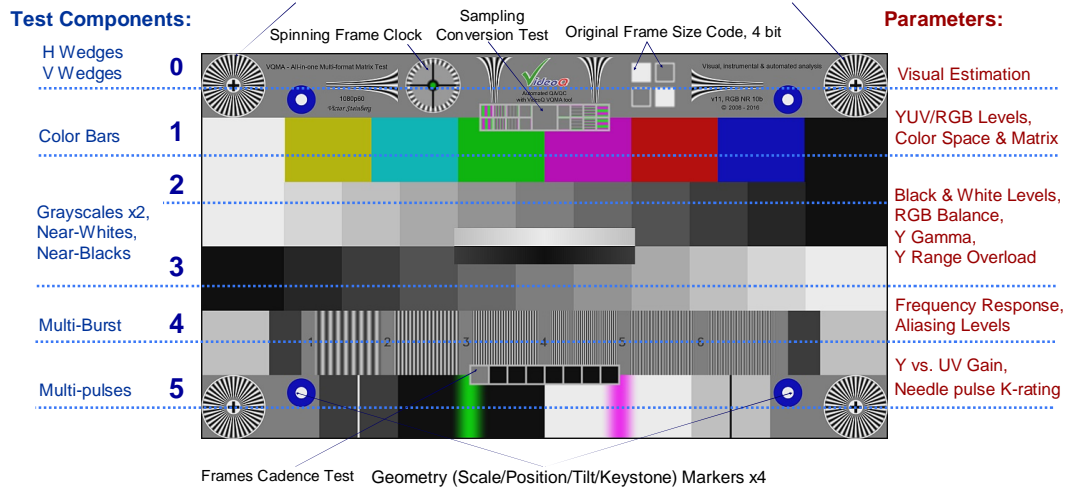 Test Components:
Parameters:
Sampling
Spinning Frame Clock
Conversion Test
Original Frame Size Code, 4 bit
H Wedges
V Wedges
0
Visual Estimation
VQMA - All-in-one Multi-format Matrix Test
1080p60
Victor Steinberg
VideoQ
Automated QA/QC
with VideoQ VQMA tool
Visual, instrumental & automated analysis
v11, RGB NR 10b
© 2008 - 2016
Color Bars
1
YUV/RGB Levels,
Color Space & Matrix
2
Grayscales x2,
Near-Whites,
Near-Blacks
3
Black & White Levels,
RGB Balance,
Y Gamma,
Y Range Overload
Multi-Burst
4
1 2 3 4 5 6
Frequency Response,
Aliasing Levels
Multi-pulses
5
Y vs. UV Gain,
Needle pulse K-rating
Frames Cadence Test
Geometry (Scale/Position/Tilt/Keystone) Markers x4